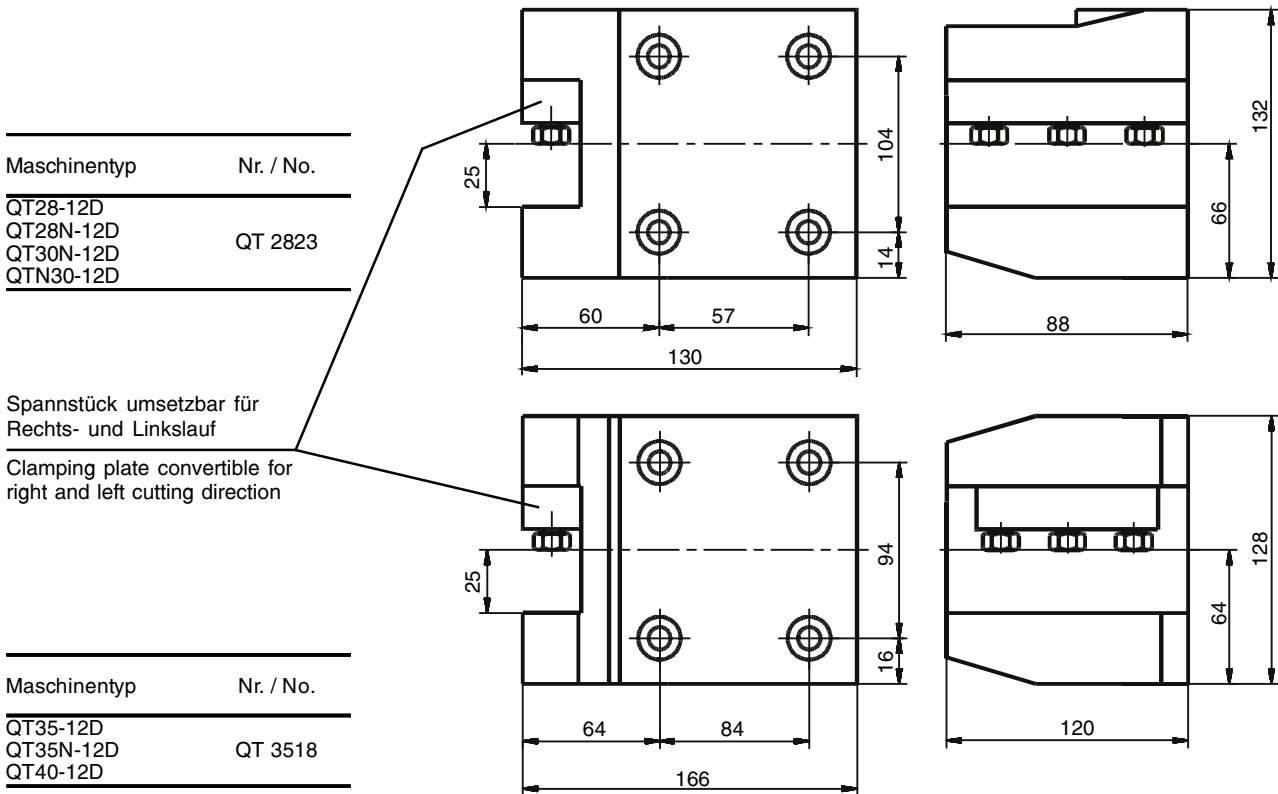 Maschinentyp Nr. / No.
QT28-12D
QT28N-12D
QT30N-12D
QTN30-12D
QT 2823
Spannstück umsetzbar für
Rechts- und Linkslauf
Clamping plate convertible for
right and left cutting direction
Maschinentyp Nr. / No.
QT35-12D
QT35N-12D
QT40-12D
QT 3518
25
104
14
60
57
130
132
66
88
25
94
16
64
84
166
128
64
120